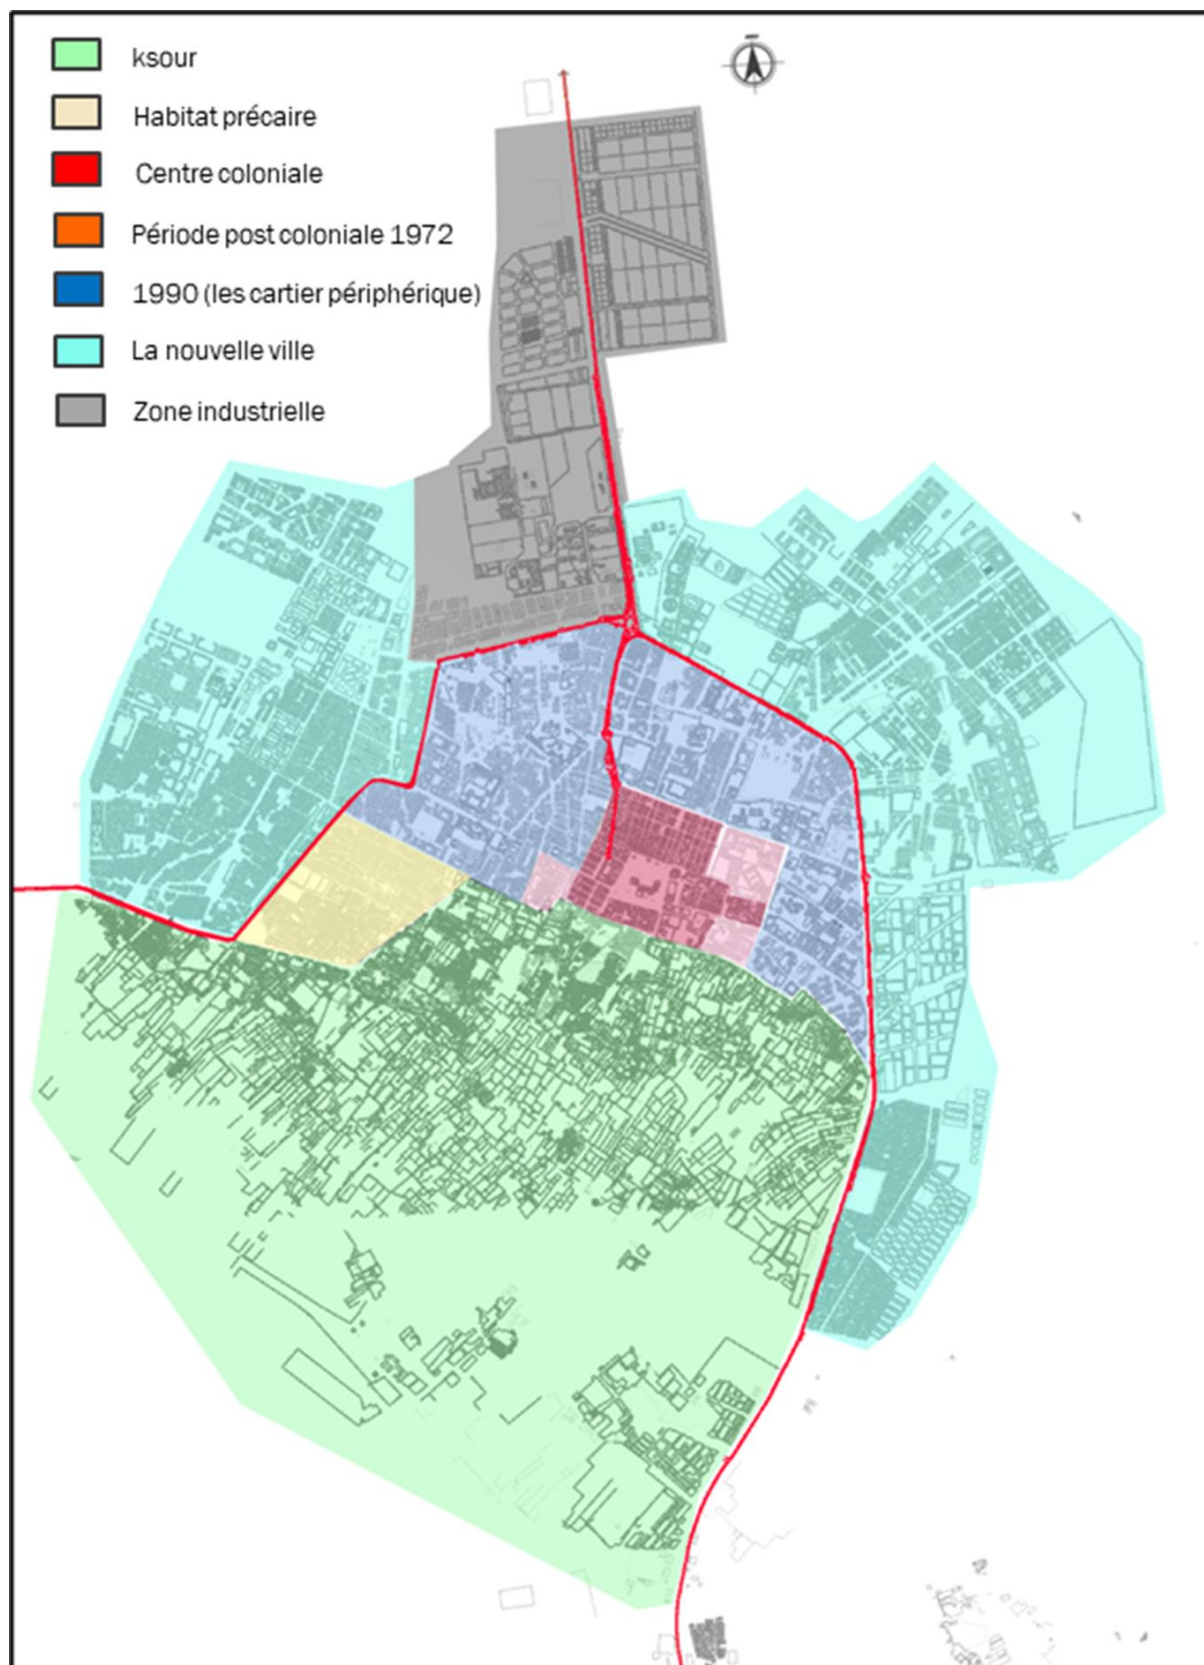 ksour
Habitat précaire
Centre coloniale
Période post coloniale 1972
1990 (les cartier périphérique)
La nouvelle ville
Zone industrielle